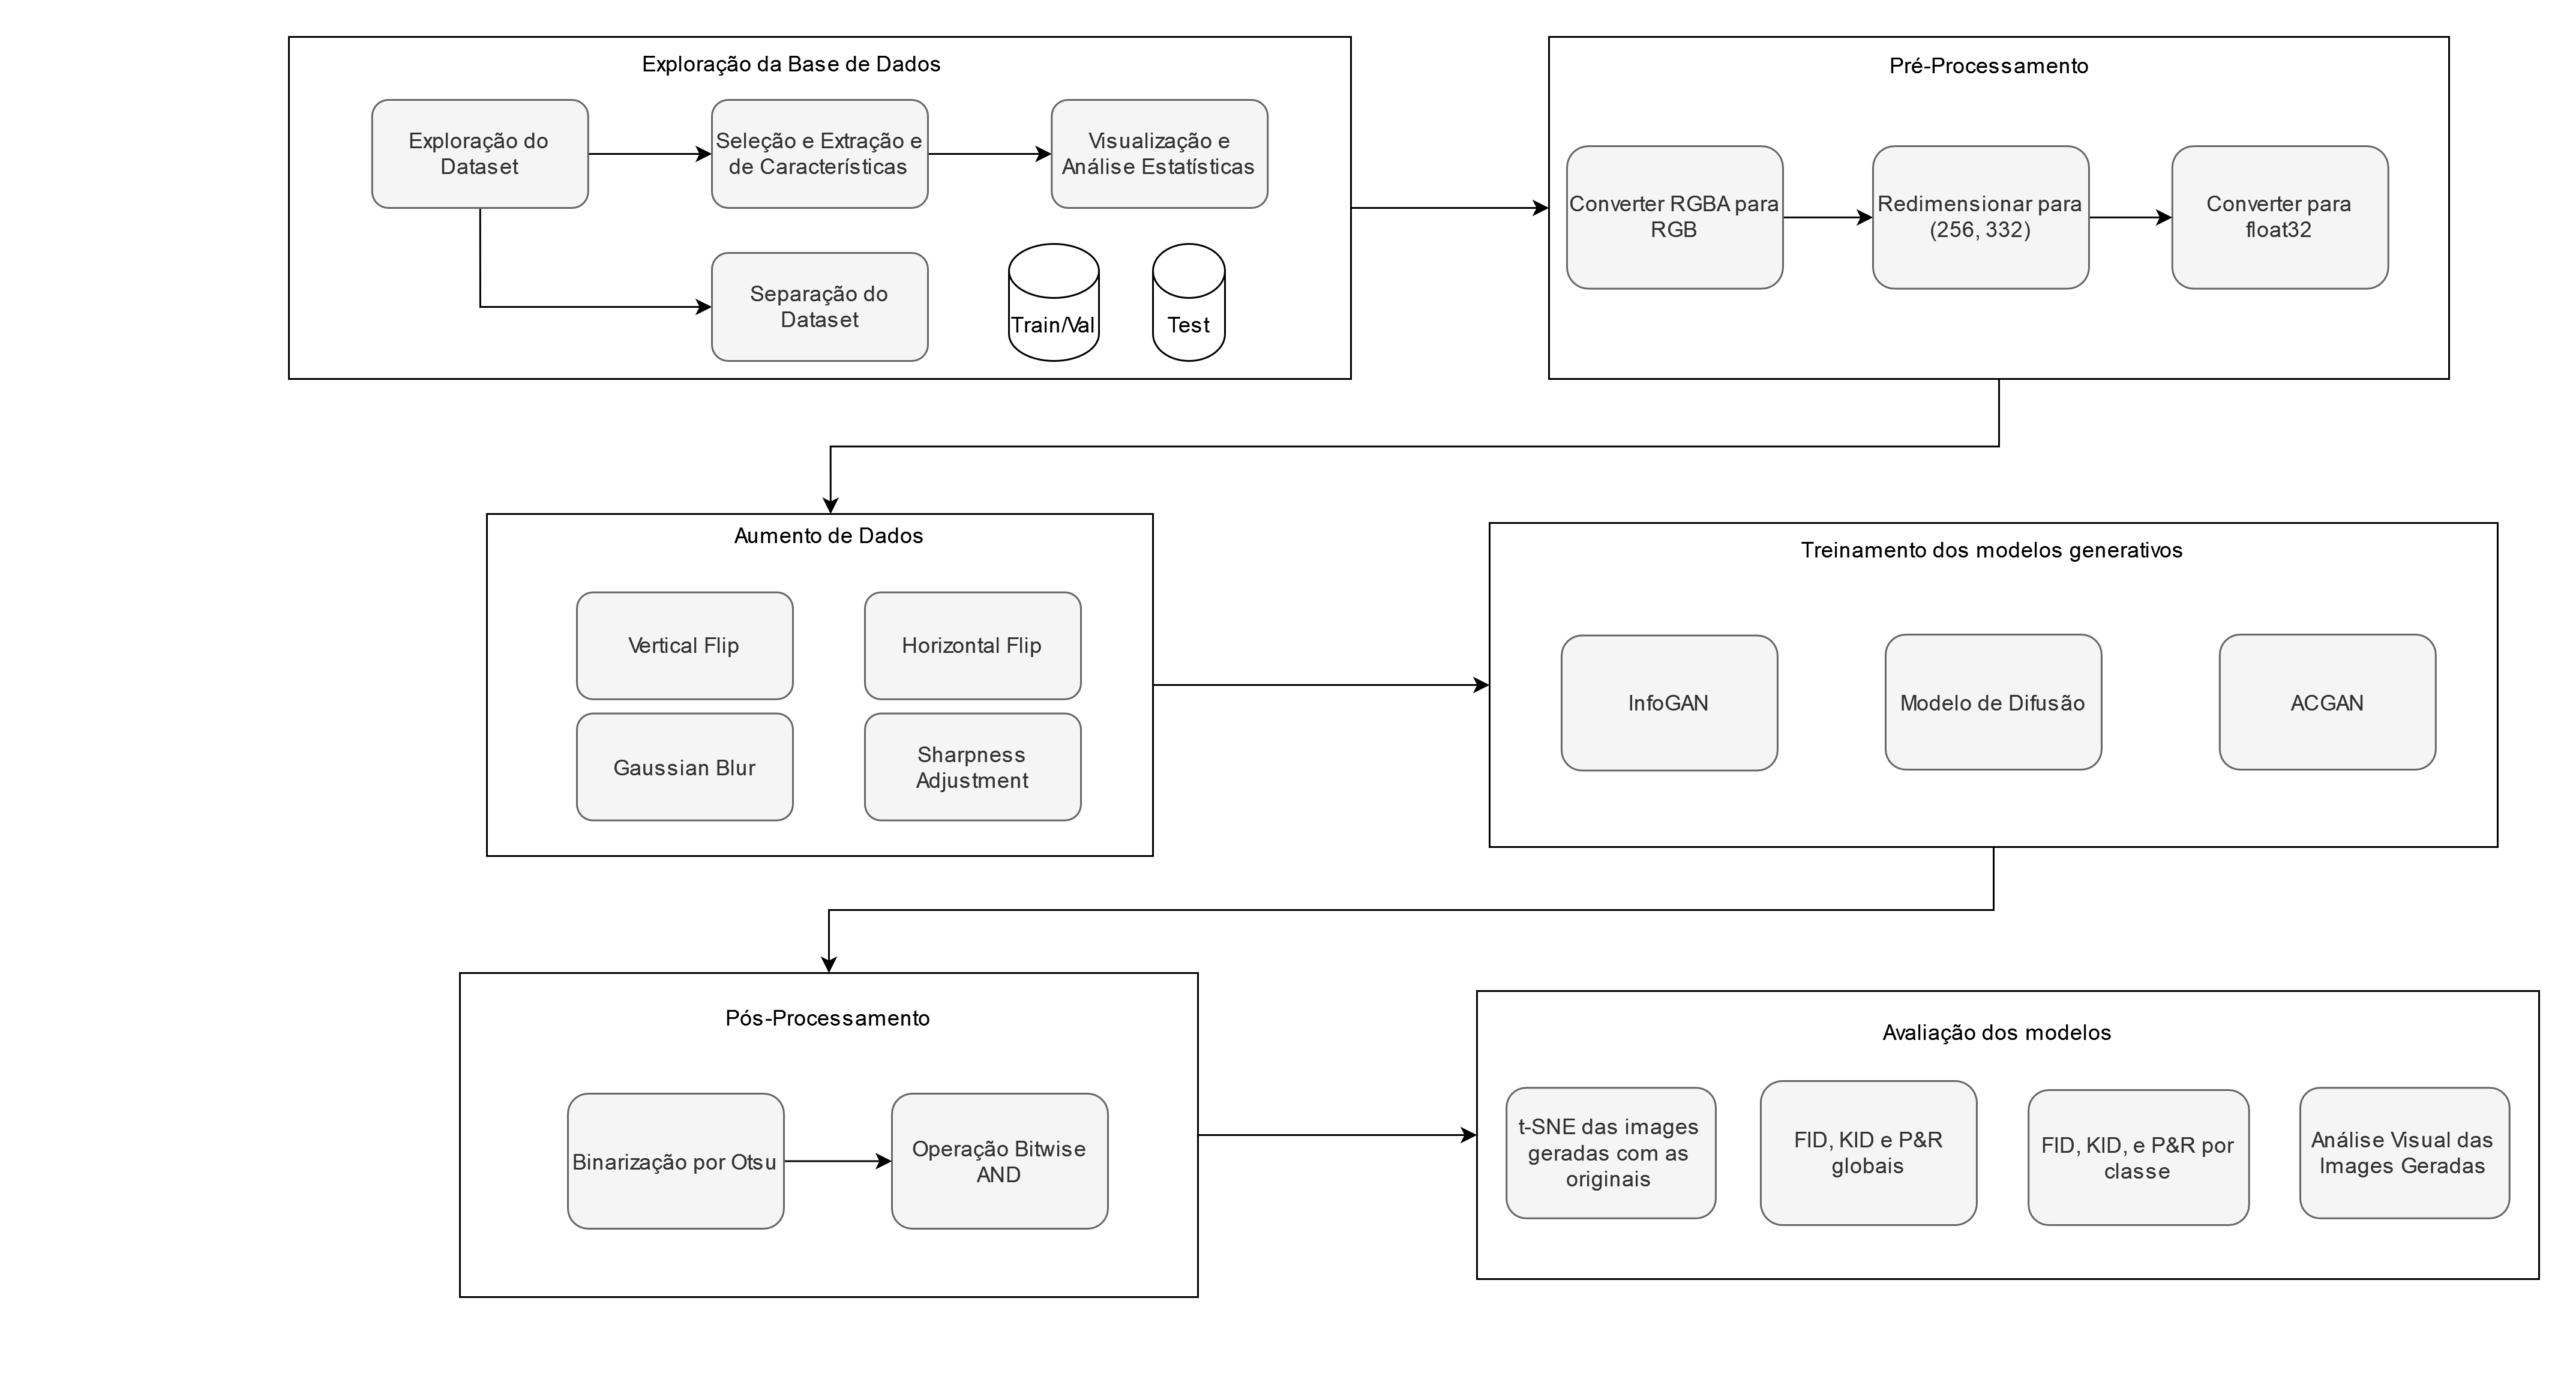 Exploração da Base de Dados
Exploração do
Dataset
Seleção e Extração e
de Característicias
Visualização e
Análise Estatísticas
Separação do
Dataset
Train/Val
Test
Pré-Processamento
Converter RGBA para
RGB
Redimensionar para
(256, 332)
Converter para
float32
Aumento de Dados
Vertical Flip
Horizontal Flip
Gaussian Blur
Sharpness
Adjustment
Treinamento dos modelos generativos
InfoGAN
Modelo de Difusão
ACGAN
Pós-Processamento
Binarização por Otsu
Operação Bitwise
AND
Avaliação dos modelos
t-SNE das images
geradas com as
originais
FID, KID e P&R
globais
FID, KID, e P&R por
classe
Análise Visual das
Images Geradas